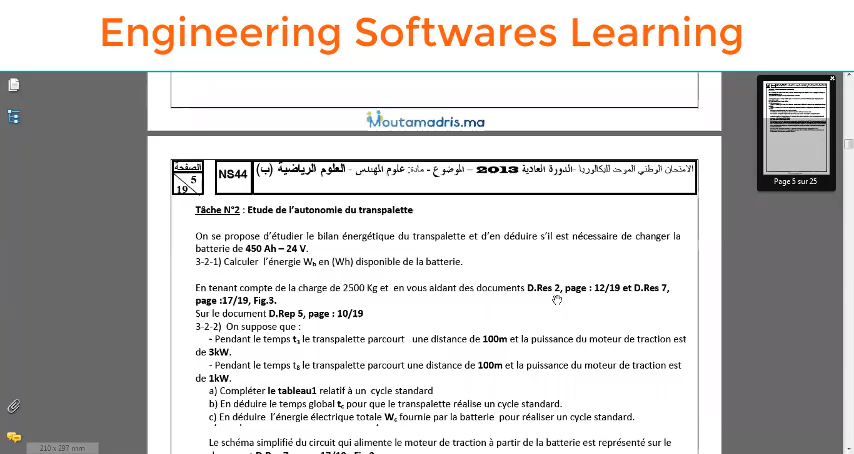 Engineering Softwares Learning
Moutamadris.ma
الصفحة
5
19
NS44
الامتحان الوطني الموحد للبكالوريا -الدورة العادية 2013 – الموضوع - مادة: علوم المهندس - العلوم الرياضية (ب)
Tâche N°2 : Etude de l'autonomie du transpalette
On se propose d'étudier le bilan énergétique du transpalette et d'en déduire s'il est nécessaire de changer la
batterie de 450 Ah – 24 V.
3-2-1) Calculer l'énergie Wh en (Wh) disponible de la batterie.
En tenant compte de la charge de 2500 Kg et en vous aidant des documents D.Res 2, page : 12/19 et D.Res 7,
page :17/19, Fig.3.
Sur le document D.Rep 5, page : 10/19
3-2-2) On suppose que :
- Pendant le temps t1 le transpalette parcourt une distance de 100m et la puissance du moteur de traction est
de 3kW.
- Pendant le temps t8 le transpalette parcourt une distance de 100m et la puissance du moteur de traction est
de 1kW.
a) Compléter le tableau1 relatif à un cycle standard
b) En déduire le temps global tc pour que le transpalette réalise un cycle standard.
c) En déduire l'énergie électrique totale Wc fournie par la batterie pour réaliser un cycle standard.
Le schéma simplifié du circuit qui alimente le moteur de traction à partir de la batterie est représenté sur le
Page 5 sur 25
210 x 297 mm